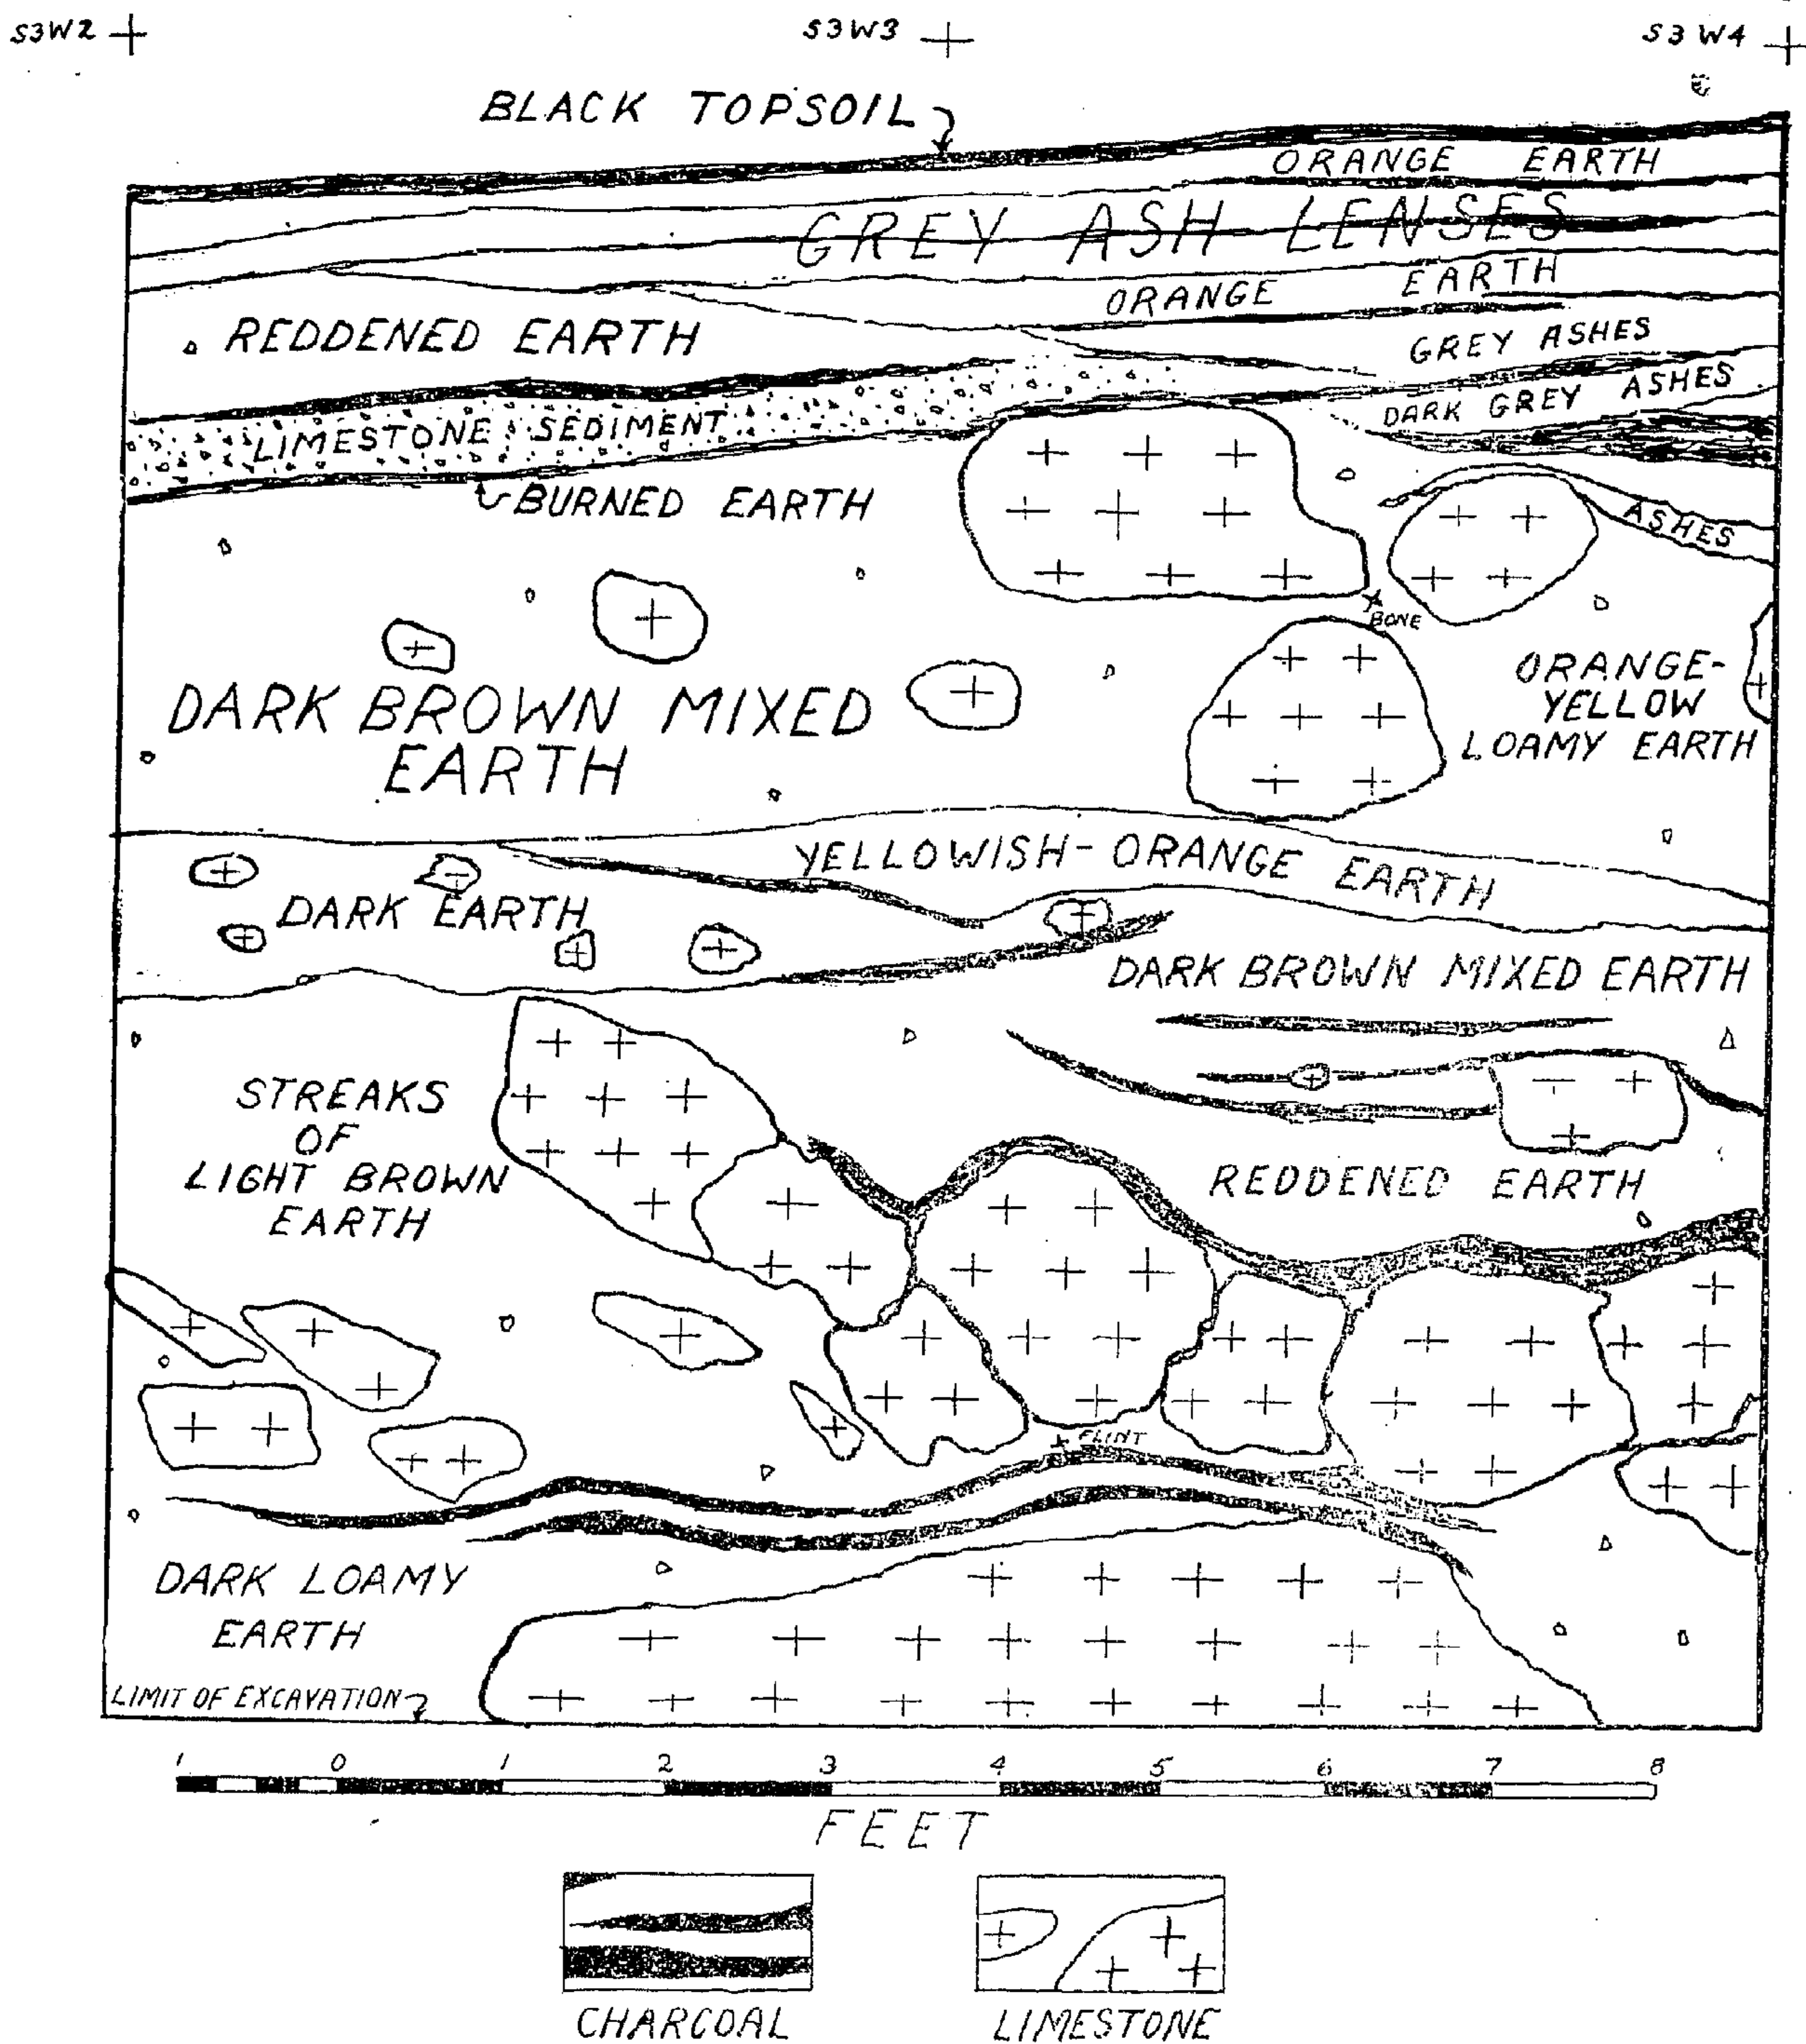 S3W2 S3W3 S3W4
BLACK TOPSOIL
ORANGE EARTH
GREY ASH LENSES
ORANGE EARTH
REDDENED EARTH
GREY ASHES
DARK GREY ASHES
LIMESTONE SEDIMENT
BURNED EARTH
ASHES
BONE
ORANGE-
YELLOW
LOAMY EARTH
DARK BROWN MIXED
EARTH
YELLOWISH-ORANGE EARTH
DARK EARTH
DARK BROWN MIXED EARTH
STREAKS
OF
LIGHT BROWN
EARTH
REDDENED EARTH
FLINT
DARK LOAMY
EARTH
LIMIT OF EXCAVATION
1 0 1 2 3 4 5 6 7 8
FEET
CHARCOAL LIMESTONE